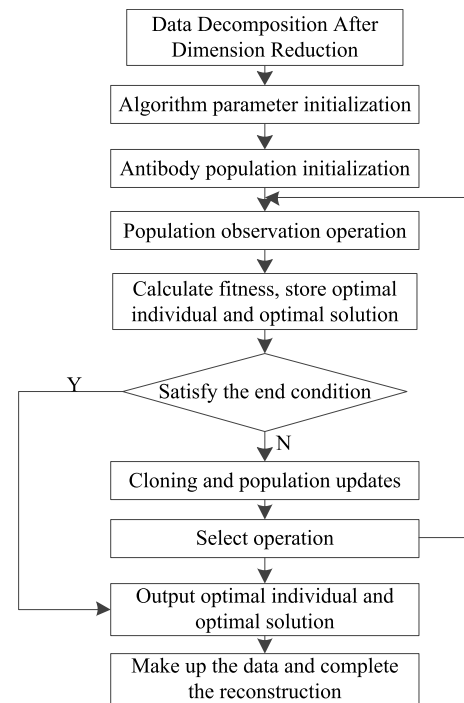 Data Decomposition After
Dimension Reduction
Algorithm parameter initialization
Antibody population initialization
Population observation operation
Calculate fitness, store optimal
individual and optimal solution
Y
Satisfy the end condition
N
Cloning and population updates
Select operation
Output optimal individual and
optimal solution
Make up the data and complete
the reconstruction